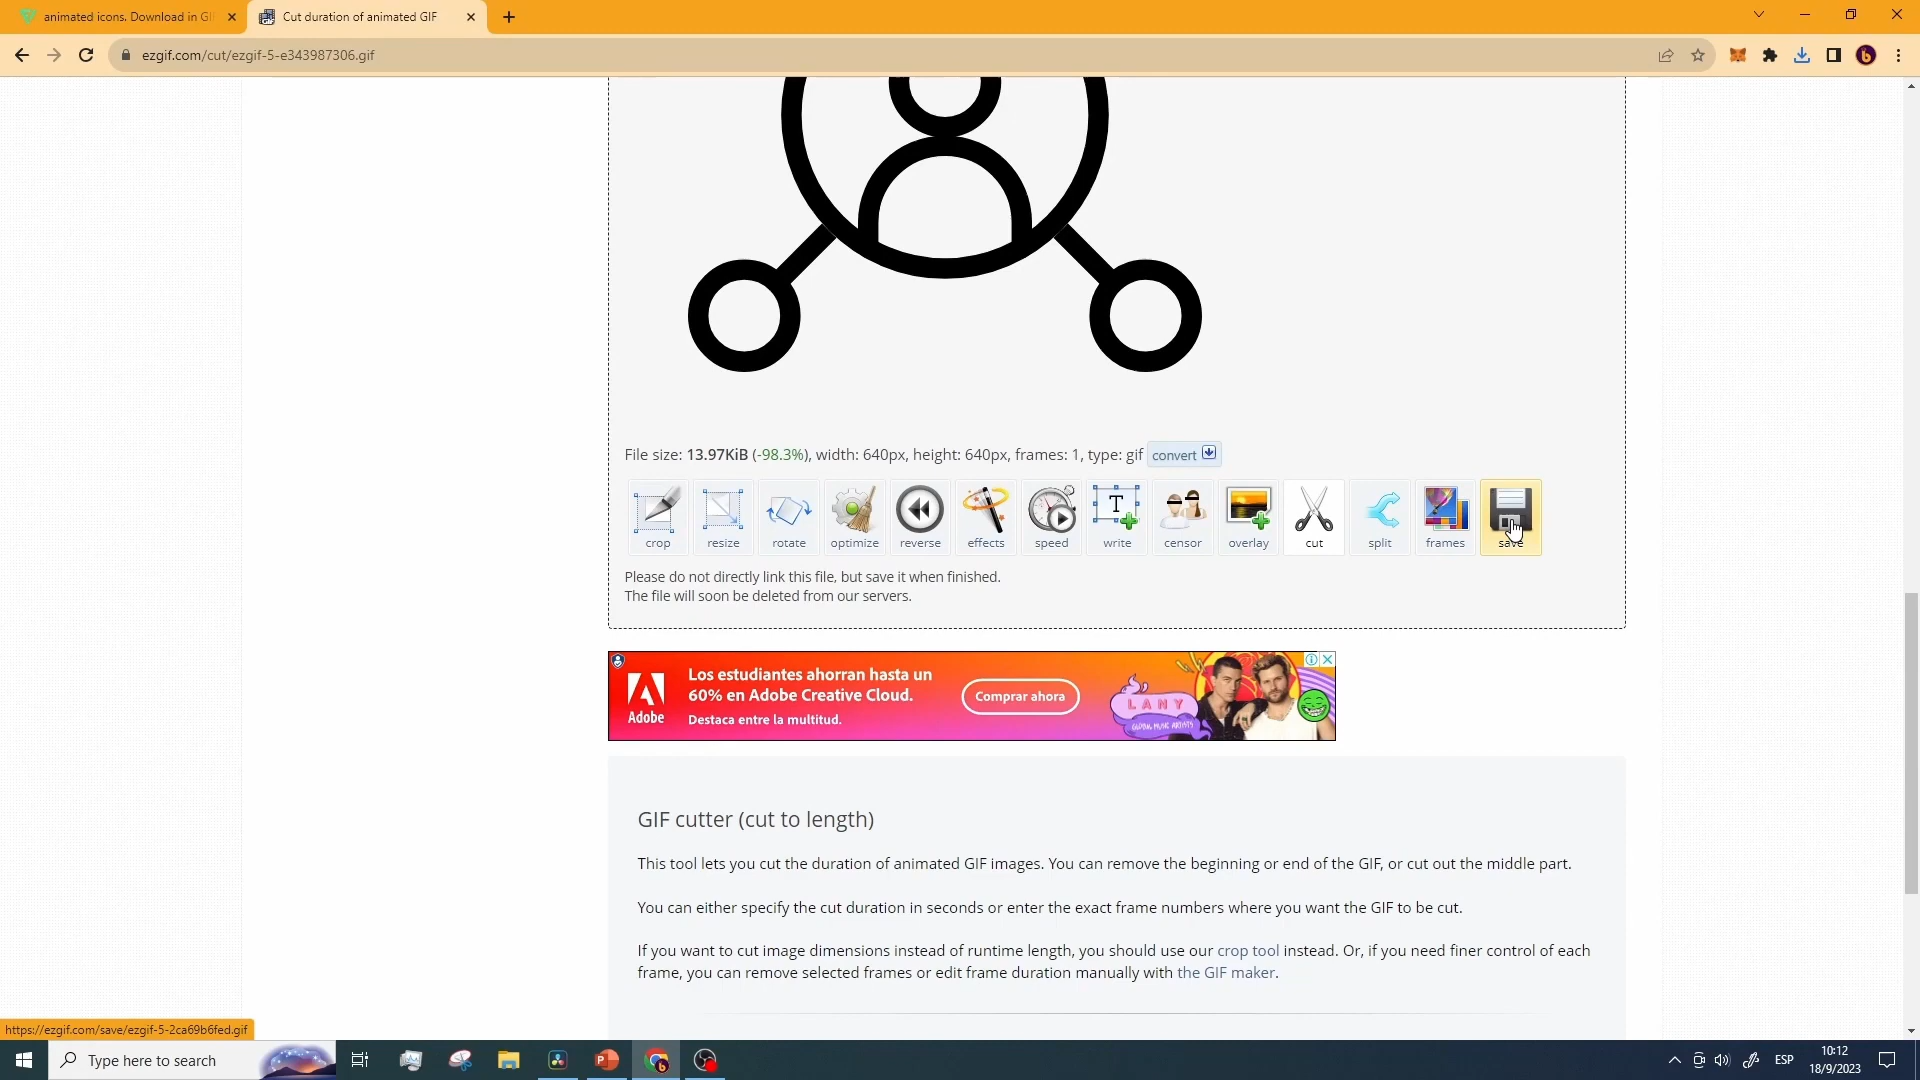 animated icons. Download in GI
Cut duration of animated GIF
ezgif.com/cut/ezgif-5-e343987306.gif
File size: 13.97KiB (-98.3%), width: 640px, height: 640px, frames: 1, type: gif convert
crop resize rotate optimize reverse effects speed write censor overlay cut split frames save
Please do not directly link this file, but save it when finished.
The file will soon be deleted from our servers.
Los estudiantes ahorran hasta un
60% en Adobe Creative Cloud.
Destaca entre la multitud.
Adobe
Comprar ahora
LANY
GLOBAL MUSIC ARTISTS
GIF cutter (cut to length)
This tool lets you cut the duration of animated GIF images. You can remove the beginning or end of the GIF, or cut out the middle part.
You can either specify the cut duration in seconds or enter the exact frame numbers where you want the GIF to be cut.
If you want to cut image dimensions instead of runtime length, you should use our crop tool instead. Or, if you need finer control of each
frame, you can remove selected frames or edit frame duration manually with the GIF maker.
https://ezgif.com/save/ezgif-5-2ca69b6fed.gif
Type here to search
ESP
10:12
18/9/2023